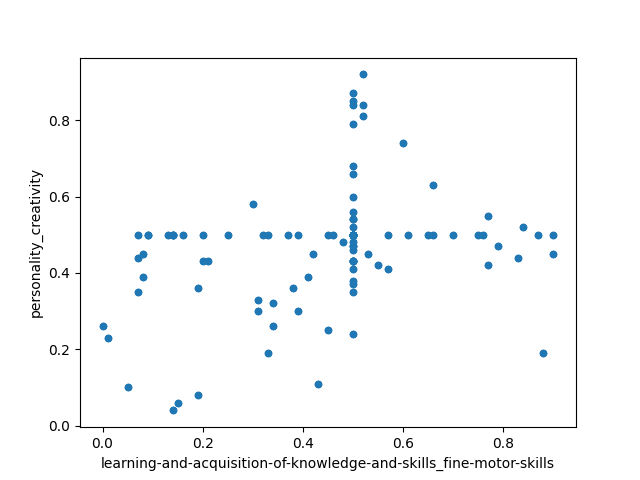 personality_creativity
0.8
0.6
0.4
0.2
0.0
0.0 0.2 0.4 0.6 0.8
learning-and-acquisition-of-knowledge-and-skills_fine-motor-skills